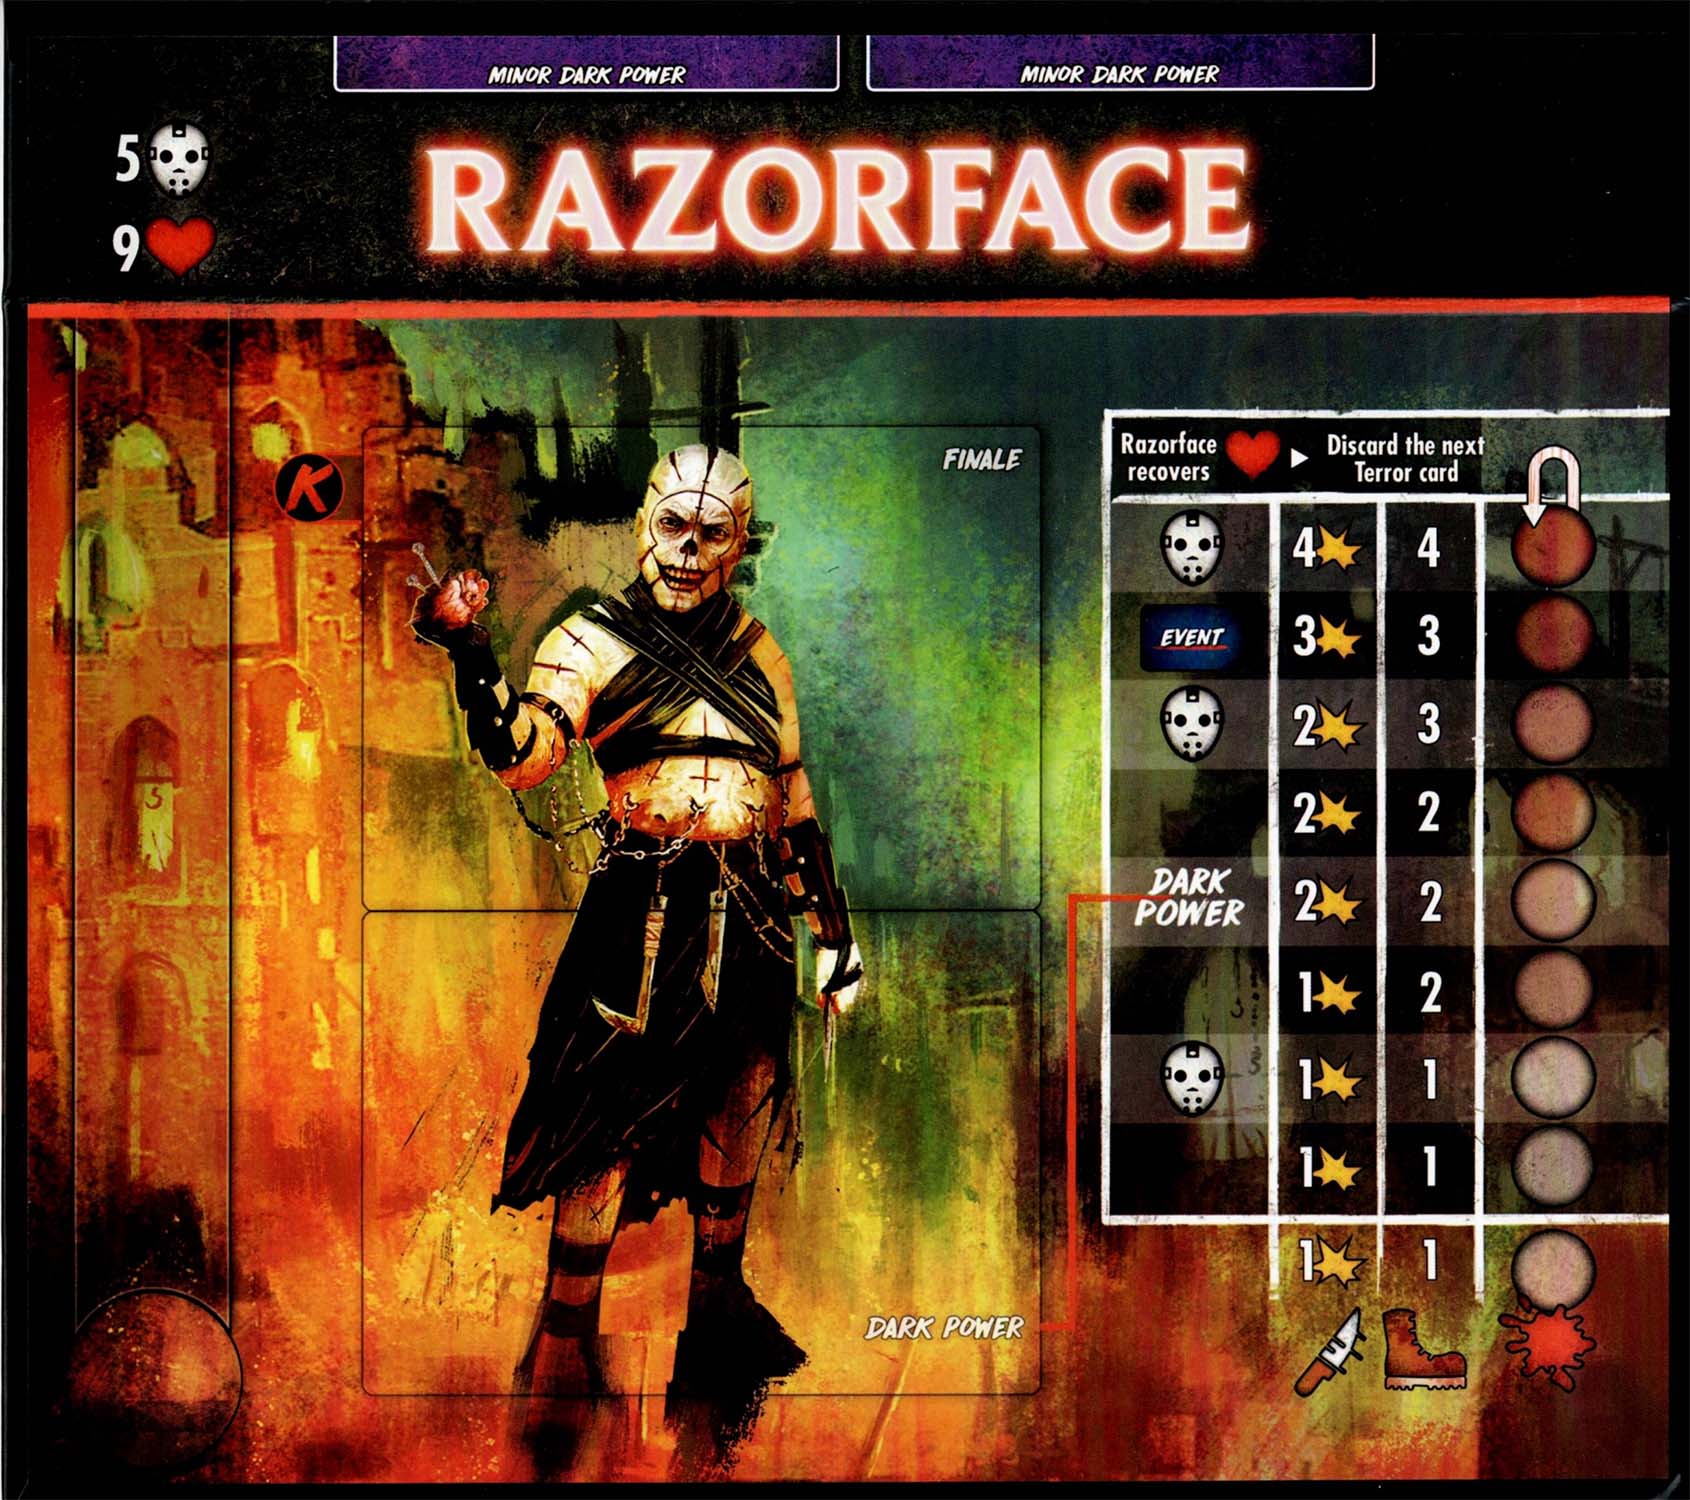 MINOR DARK POWER
MINOR DARK POWER
5
RAZORFACE
9
K
FINALE
Razorface
recovers
Discard the next
Terror card
4 4
EVENT 3 3
2 3
2 2
DARK
POWER
2 2
1 2
1 1
1 1
1 1
DARK POWER